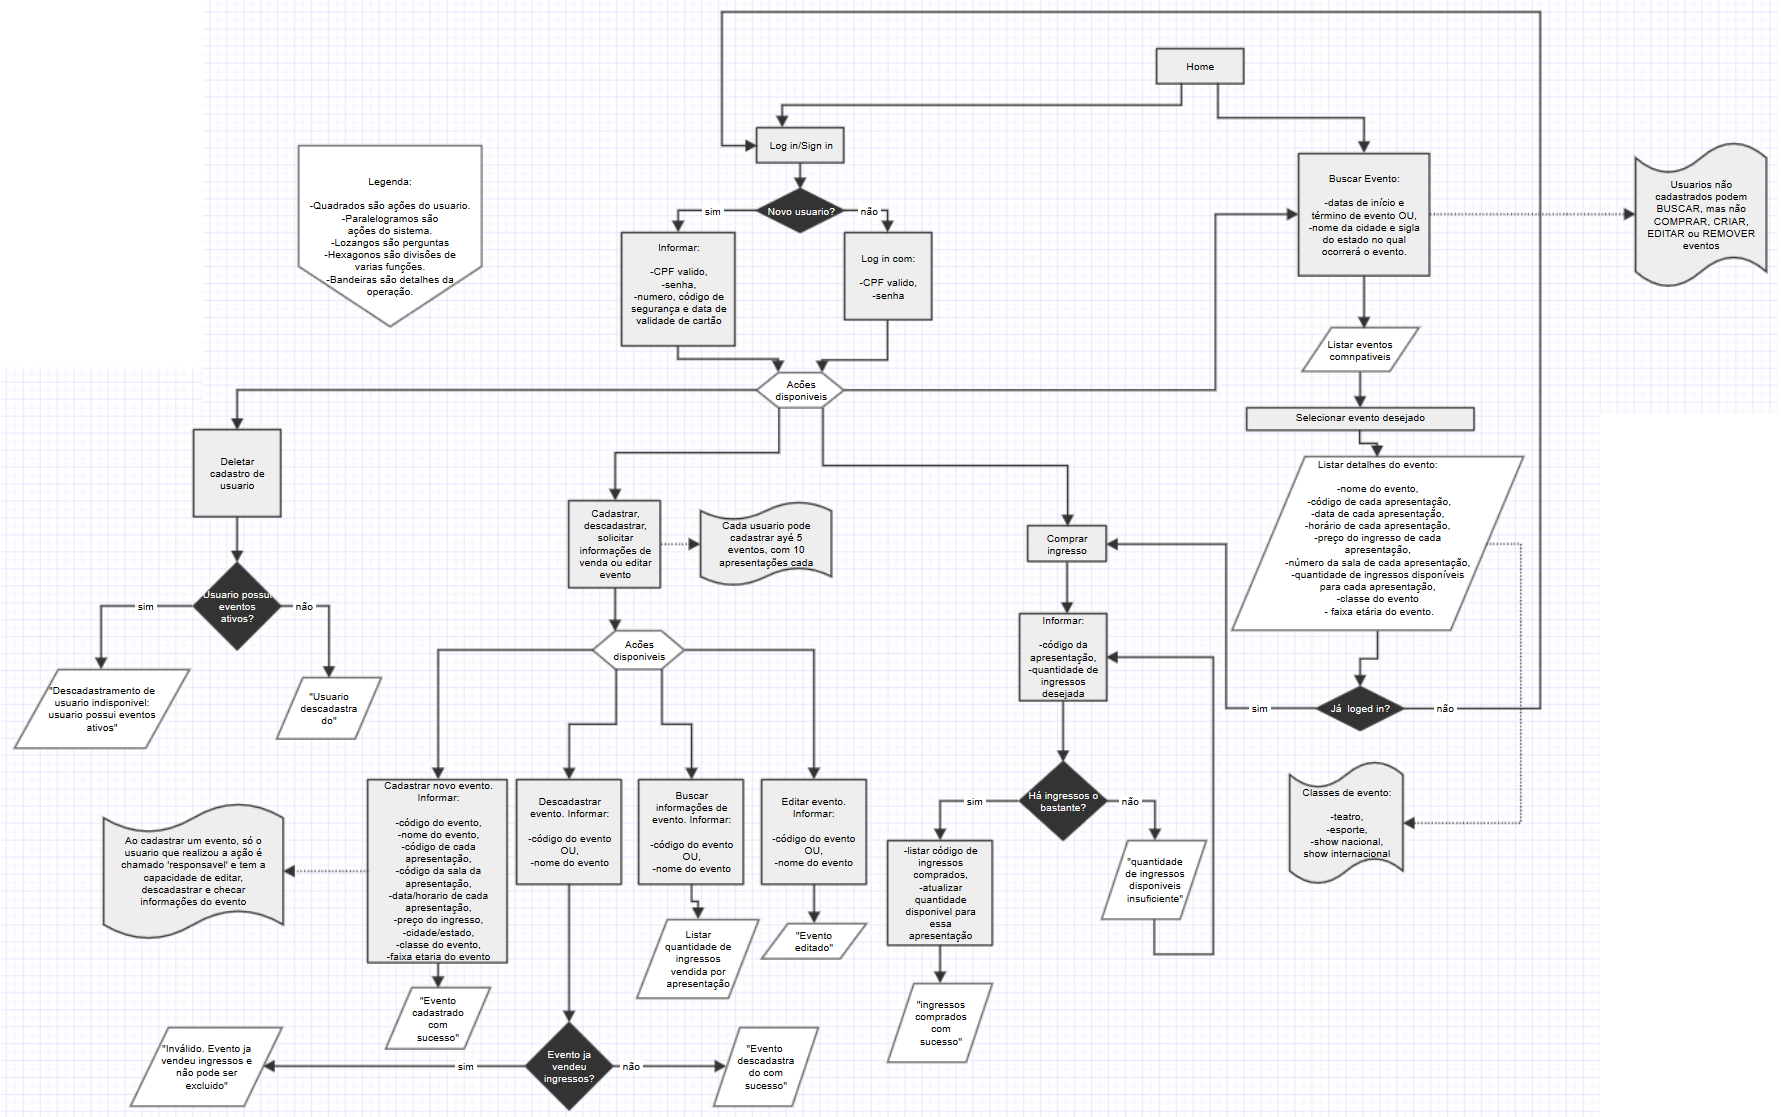 Home
Log in/Sign in
Legenda:
-Quadrados são ações do usuario.
-Paralelogramos são
ações do sistema.
-Lozangos são perguntas
-Hexagonos são divisões de
varias funções.
-Bandeiras são detalhes da
operação.
Novo usuario?
sim
não
Informar:
-CPF valido,
-senha,
-numero, código de
segurança e data de
validade de cartão
Log in com:
-CPF valido,
-senha
Buscar Evento:
-datas de início e
término de evento OU,
-nome da cidade e sigla
do estado no qual
ocorrerá o evento.
Usuarios não
cadastrados podem
BUSCAR, mas não
COMPRAR, CRIAR,
EDITAR ou REMOVER
eventos
Listar eventos
comnpativeis
Acões
disponiveis
Selecionar evento desejado
Deletar
cadastro de
usuario
Cadastrar,
descadastrar,
solicitar
informações de
venda ou editar
evento
Cada usuario pode
cadastrar ayé 5
eventos, com 10
apresentações cada
Comprar
ingresso
Listar detalhes do evento:
-nome do evento,
-código de cada apresentação,
-data de cada apresentação,
-horário de cada apresentação,
-preço do ingresso de cada
apresentação,
-número da sala de cada apresentação,
-quantidade de ingressos disponíveis
para cada apresentação,
-classe do evento
- faixa etária do evento.
Usuario possui
eventos
ativos?
sim
não
"Descadastramento de
usuario indisponivel:
usuario possui eventos
ativos"
"Usuario
descadastra
do"
Acões
disponiveis
Informar:
-código da
apresentação,
-quantidade de
ingressos
desejada
Já loged in?
sim
não
Cadastrar novo evento.
Informar:
-código do evento,
-nome do evento,
-código de cada
apresentação,
-código da sala da
apresentação,
-data/horario de cada
apresentação,
-preço do ingresso,
-cidade/estado,
-classe do evento,
-faixa etaria do evento
Descadastrar
evento. Informar:
-código do evento
OU,
-nome do evento
Buscar
informações de
evento. Informar:
-código do evento
OU,
-nome do evento
Editar evento.
Informar:
-código do evento
OU,
-nome do evento
Há ingressos o
bastante?
sim
não
Classes de evento:
-teatro,
-esporte,
-show nacional,
show internacional
Ao cadastrar um evento, só o
usuario que realizou a ação é
chamado 'responsavel' e tem a
capacidade de editar,
descadastrar e checar
informações do evento
-listar código de
ingressos
comprados,
-atualizar
quantidade
disponivel para
essa
apresentação
"quantidade
de ingressos
disponiveis
insuficiente"
Listar
quantidade de
ingressos
vendida por
apresentação
"Evento
editado"
"Evento
cadastrado
com
sucesso"
"ingressos
comprados
com
sucesso"
"Inválido. Evento ja
vendeu ingressos e
não pode ser
excluido"
sim
Evento ja
vendeu
ingressos?
não
"Evento
descadastra
do com
sucesso"